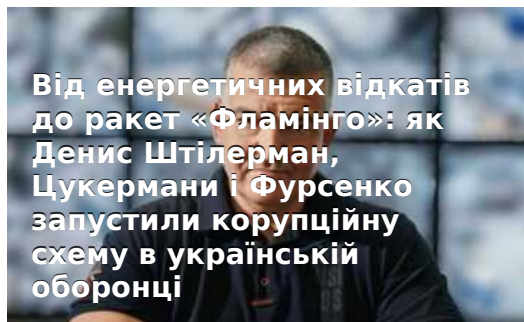 Від енергетичних відкатів
до ракет «Фламінго»: як
Денис Штілерман,
Цукермани і Фурсенко
запустили корупційну
схему в українській
оборонці